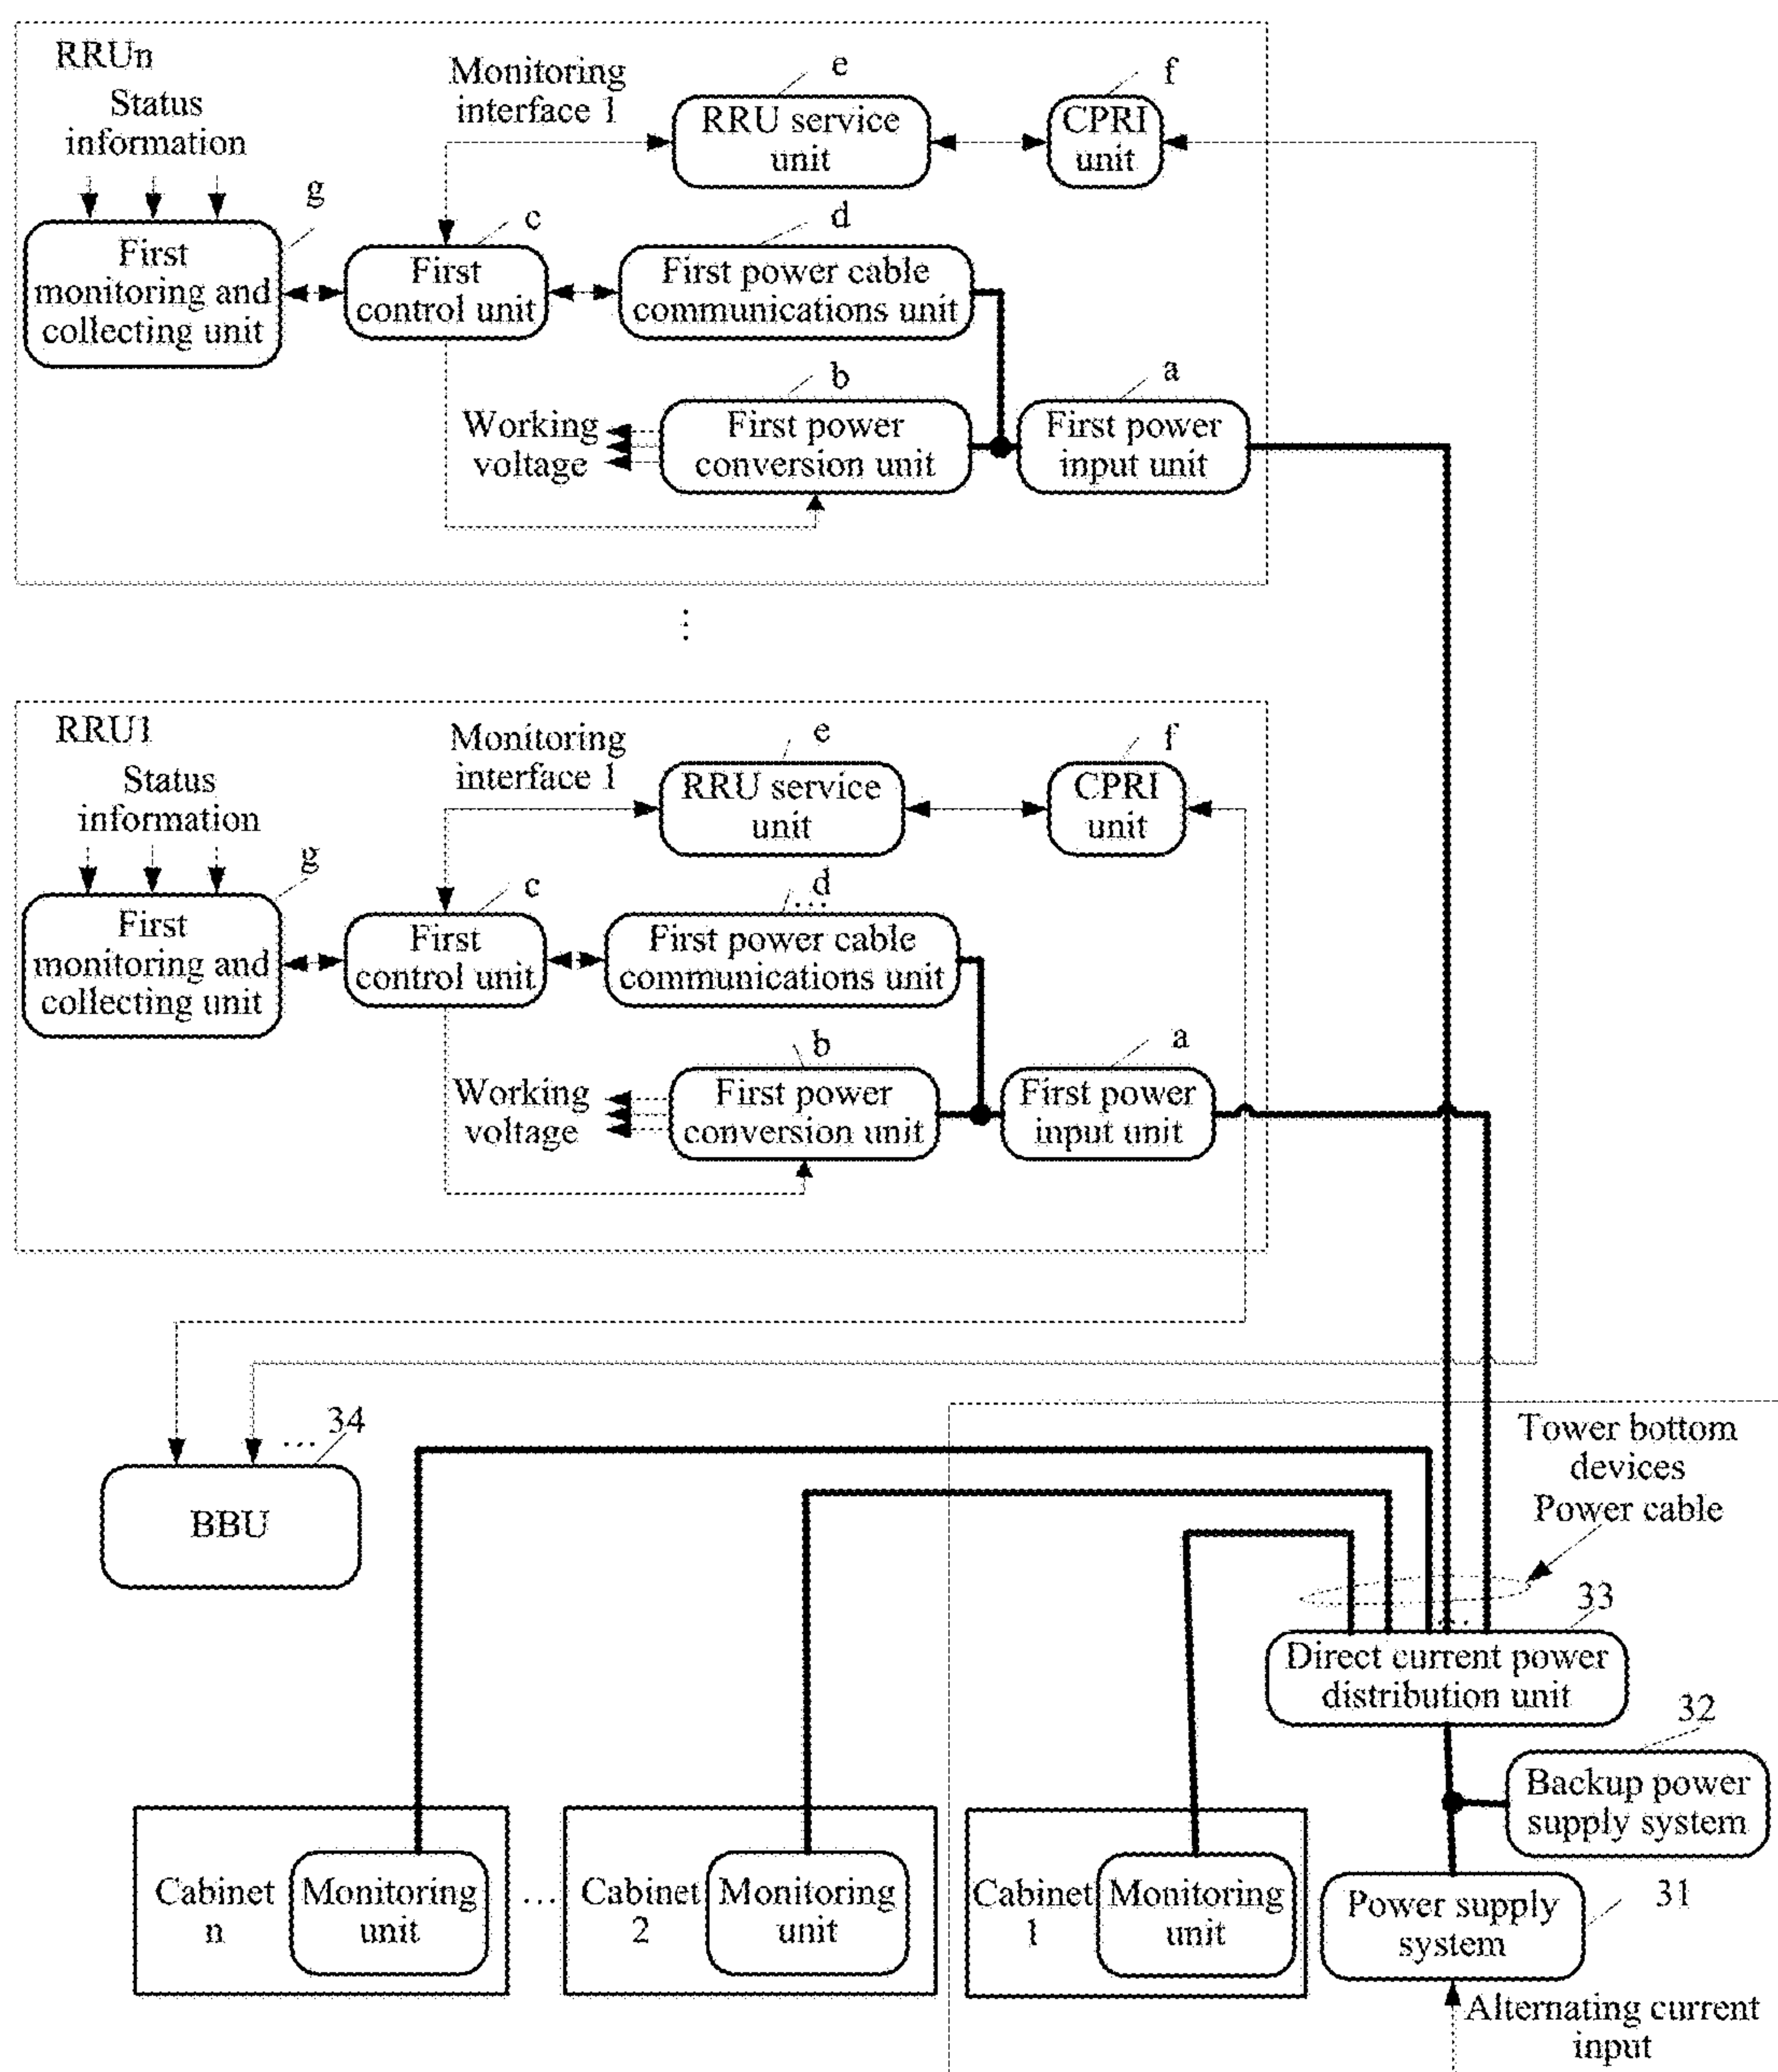 RRUn
Status
information
Monitoring
interface 1
e
RRU service
unit
f
CPRI
unit
g
First
monitoring and
collecting unit
c
First
control unit
d
First power cable
communications unit
Working
voltage
b
First power
conversion unit
a
First power
input unit
⋮
RRU1
Status
information
Monitoring
interface 1
e
RRU service
unit
f
CPRI
unit
g
First
monitoring and
collecting unit
c
First
control unit
d
...
First power cable
communications unit
Working
voltage
b
First power
conversion unit
a
First power
input unit
... 34
BBU
Tower bottom
devices
Power cable
...
33
Direct current power
distribution unit
32
Backup power
supply system
Cabinet
n
Monitoring
unit
...
Cabinet
2
Monitoring
unit
Cabinet
1
Monitoring
unit
31
Power supply
system
Alternating current
input